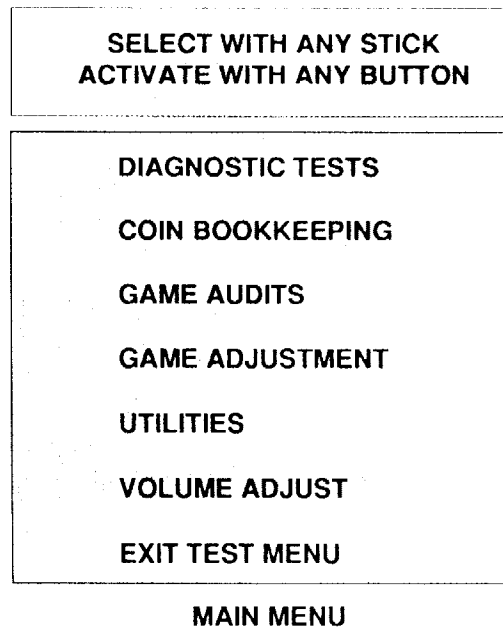 SELECT WITH ANY STICK
ACTIVATE WITH ANY BUTTON
DIAGNOSTIC TESTS
COIN BOOKKEEPING
GAME AUDITS
GAME ADJUSTMENT
UTILITIES
VOLUME ADJUST
EXIT TEST MENU
MAIN MENU